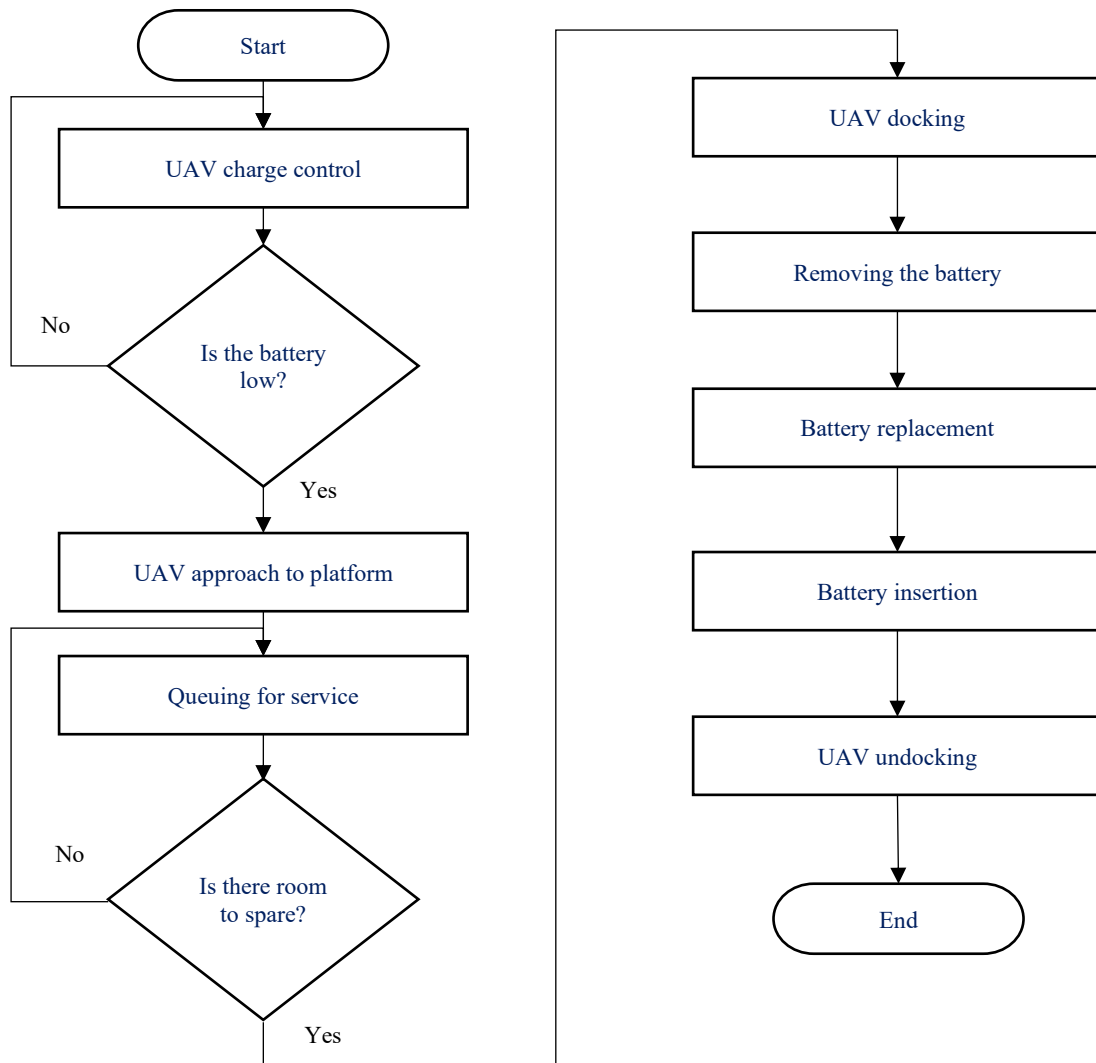 Start
UAV charge control
No
Is the battery
low?
Yes
UAV approach to platform
Queuing for service
No
Is there room
to spare?
Yes
UAV docking
Removing the battery
Battery replacement
Battery insertion
UAV undocking
End